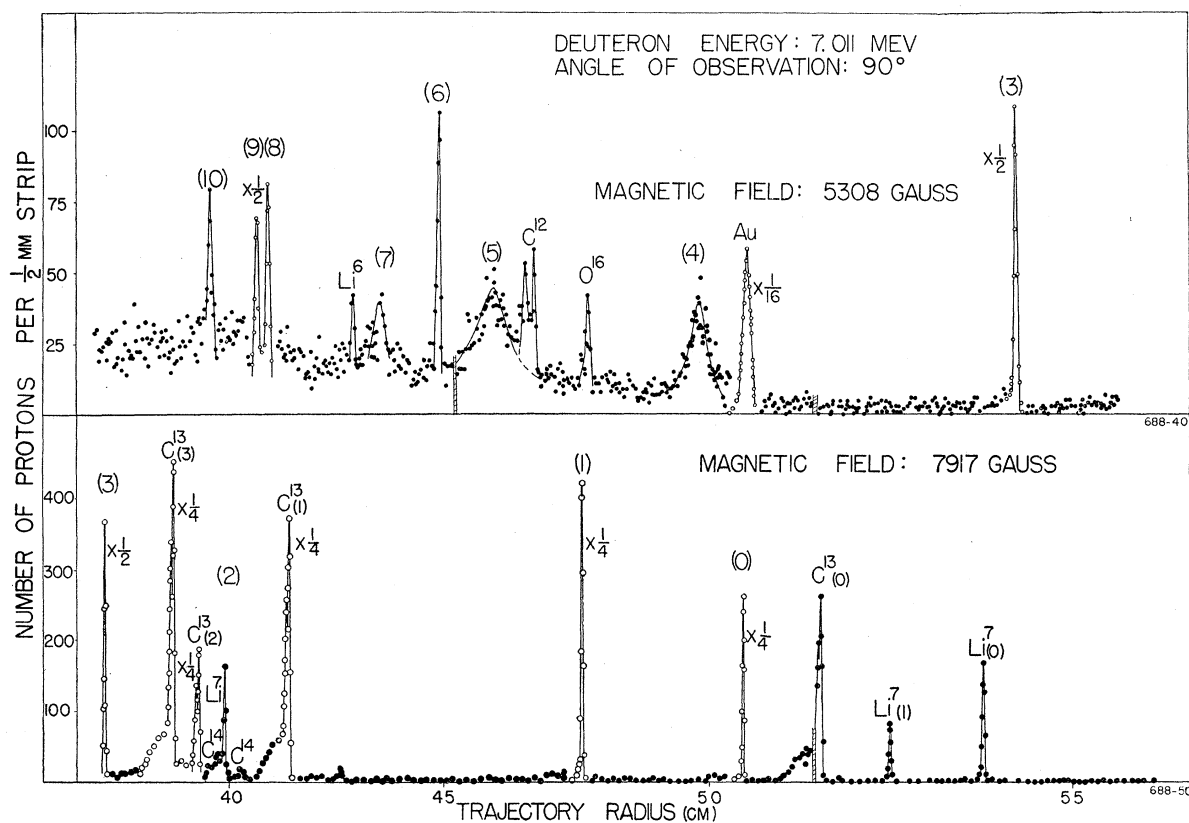 DEUTERON ENERGY: 7.011 MEV
ANGLE OF OBSERVATION: 90°
(6)
(3)
100
(9)(8)
x1/2
x1/2
(10)
75
MAGNETIC FIELD: 5308 GAUSS
C12
Au
(7)
(5)
(4)
50
Li6
O16
x1/16
25
688-40
NUMBER OF PROTONS PER 1/2 MM STRIP
C13(3)
(1)
MAGNETIC FIELD: 7917 GAUSS
(3)
400
x1/4
C13(1)
x1/2
x1/4
x1/4
(2)
(0)
C13(0)
300
C13(2)
x1/4
200
x1/4
Li7
Li7(0)
Li7(1)
100
C14
C14
40
45
50
55
688-50
TRAJECTORY RADIUS (CM)